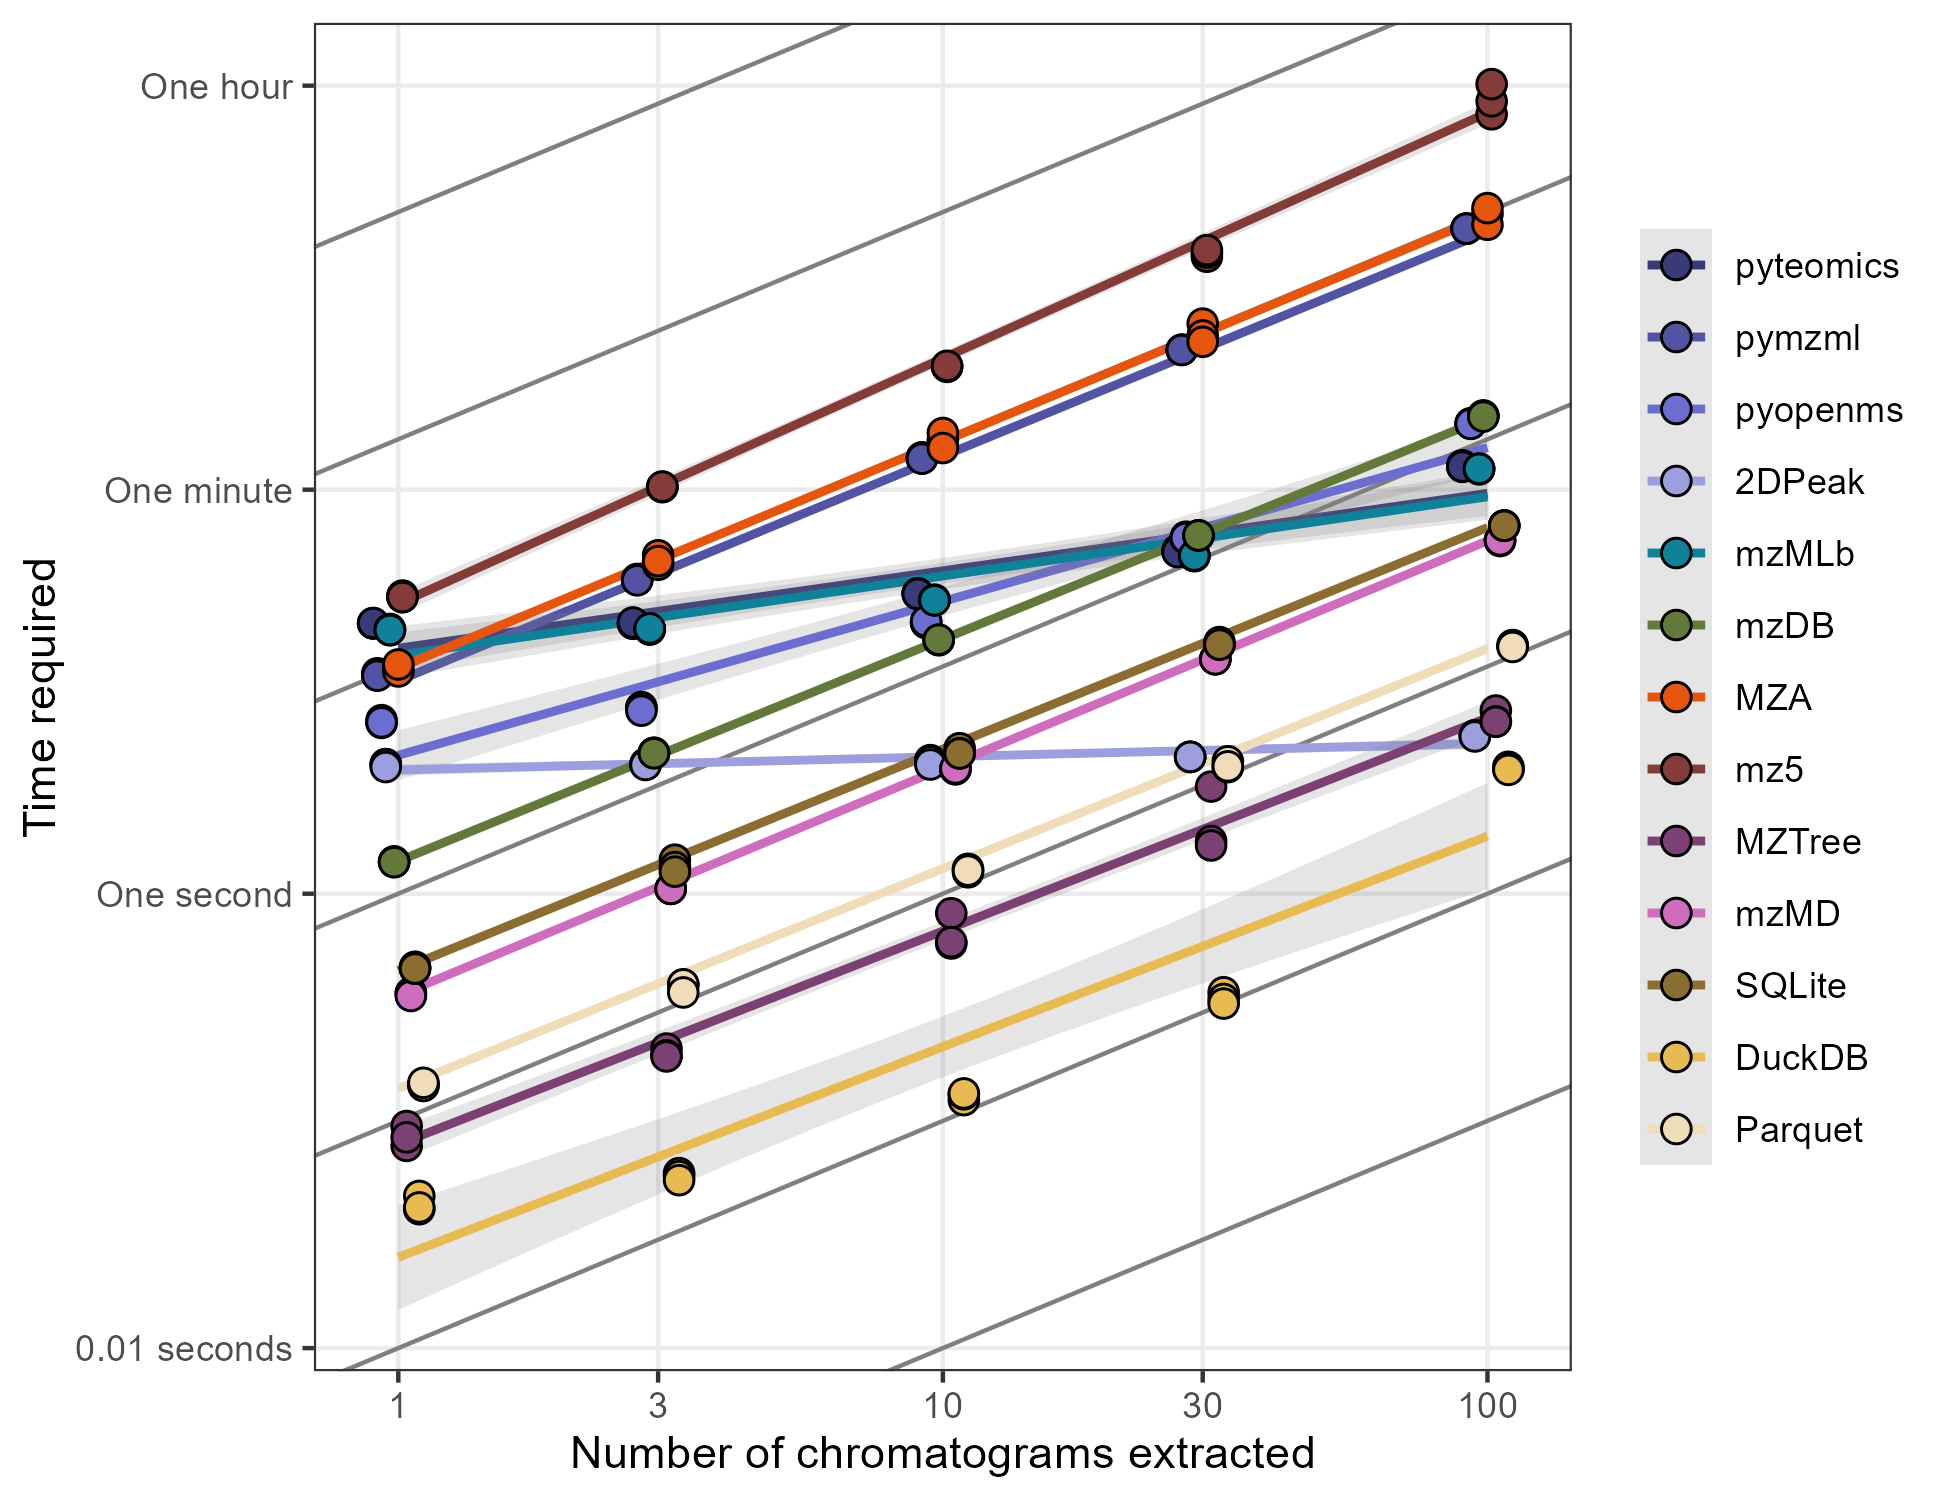 One hour
One minute
One second
0.01 seconds
Time required
1 3 10 30 100
Number of chromatograms extracted
pyteomics
pymzml
pyopenms
2DPeak
mzMLb
mzDB
MZA
mz5
MZTree
mzMD
SQLite
DuckDB
Parquet